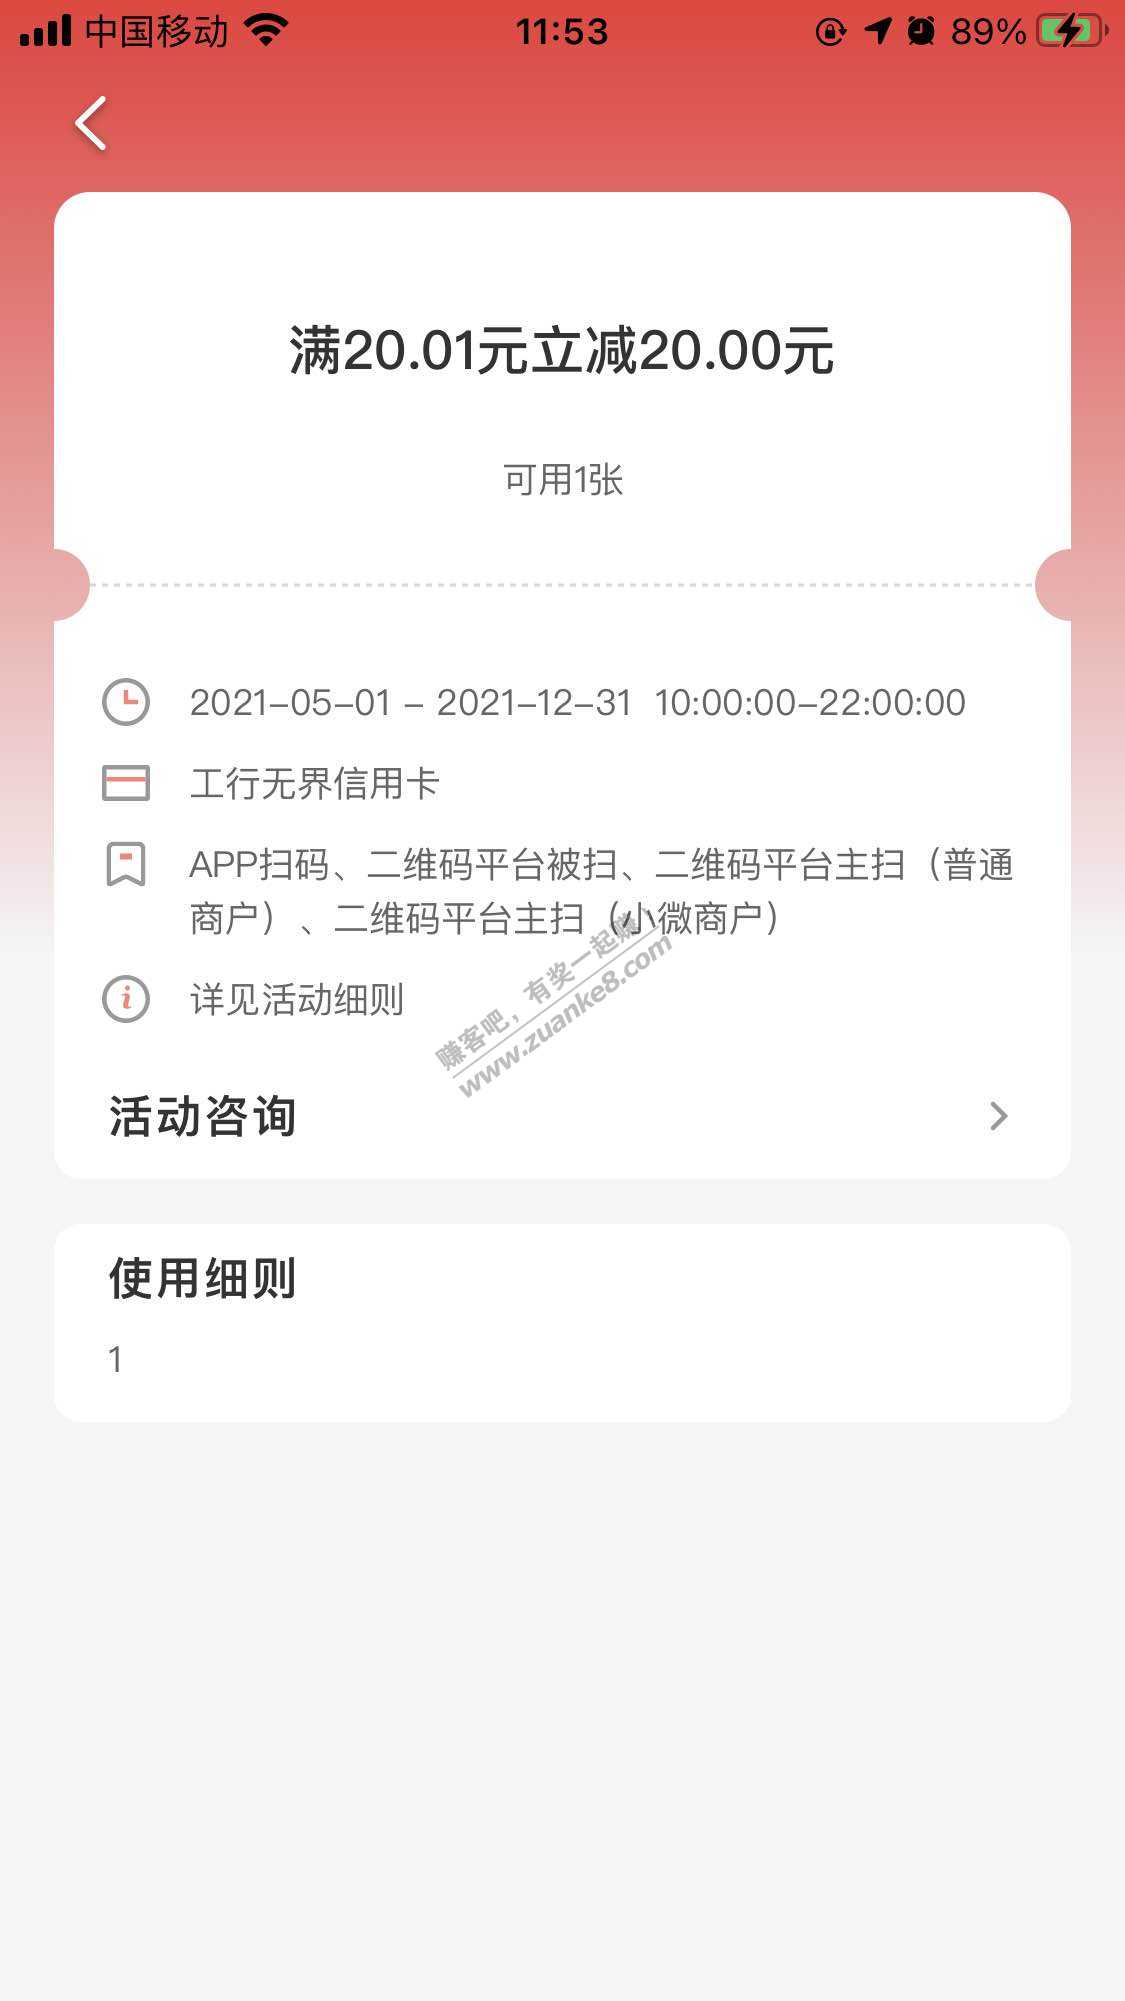 中国移动 11:53 89%
满20.01元立减20.00元
可用1张
2021-05-01 - 2021-12-31 10:00:00-22:00:00
工行无界信用卡
APP扫码、二维码平台被扫、二维码平台主扫（普通
商户）、二维码平台主扫（小微商户）
详见活动细则
赚客吧，有奖一起赚！
www.zuanke8.com
活动咨询
使用细则
1